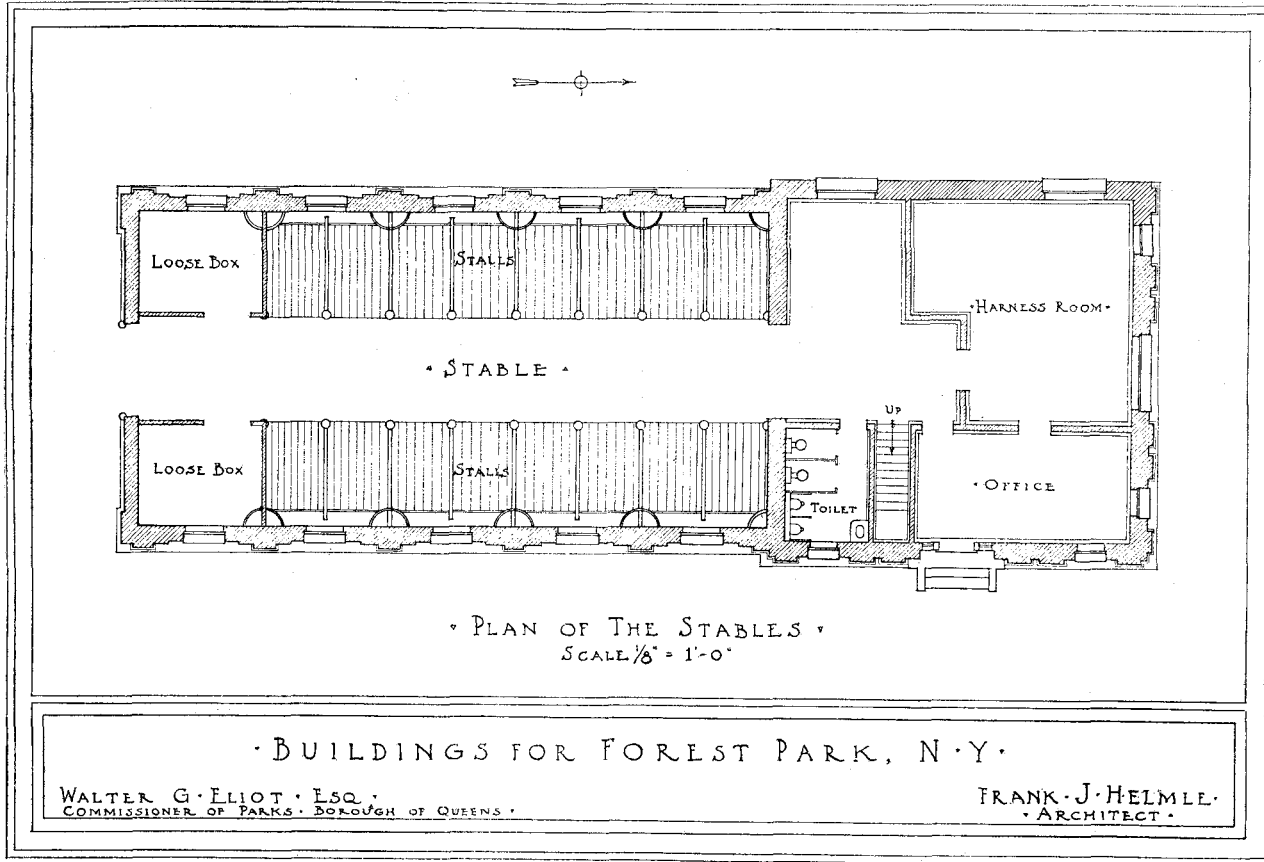 LOOSE BOX
STALLS
· HARNESS ROOM ·
· STABLE ·
UP
LOOSE BOX
STALLS
TOILET
· OFFICE
· PLAN OF THE STABLES ·
SCALE 1/8" = 1'-0"
· BUILDINGS FOR FOREST PARK, N·Y·
WALTER G·ELIOT · ESQ ·
COMMISSIONER OF PARKS · BOROUGH OF QUEENS ·
FRANK·J·HELMLE·
· ARCHITECT ·